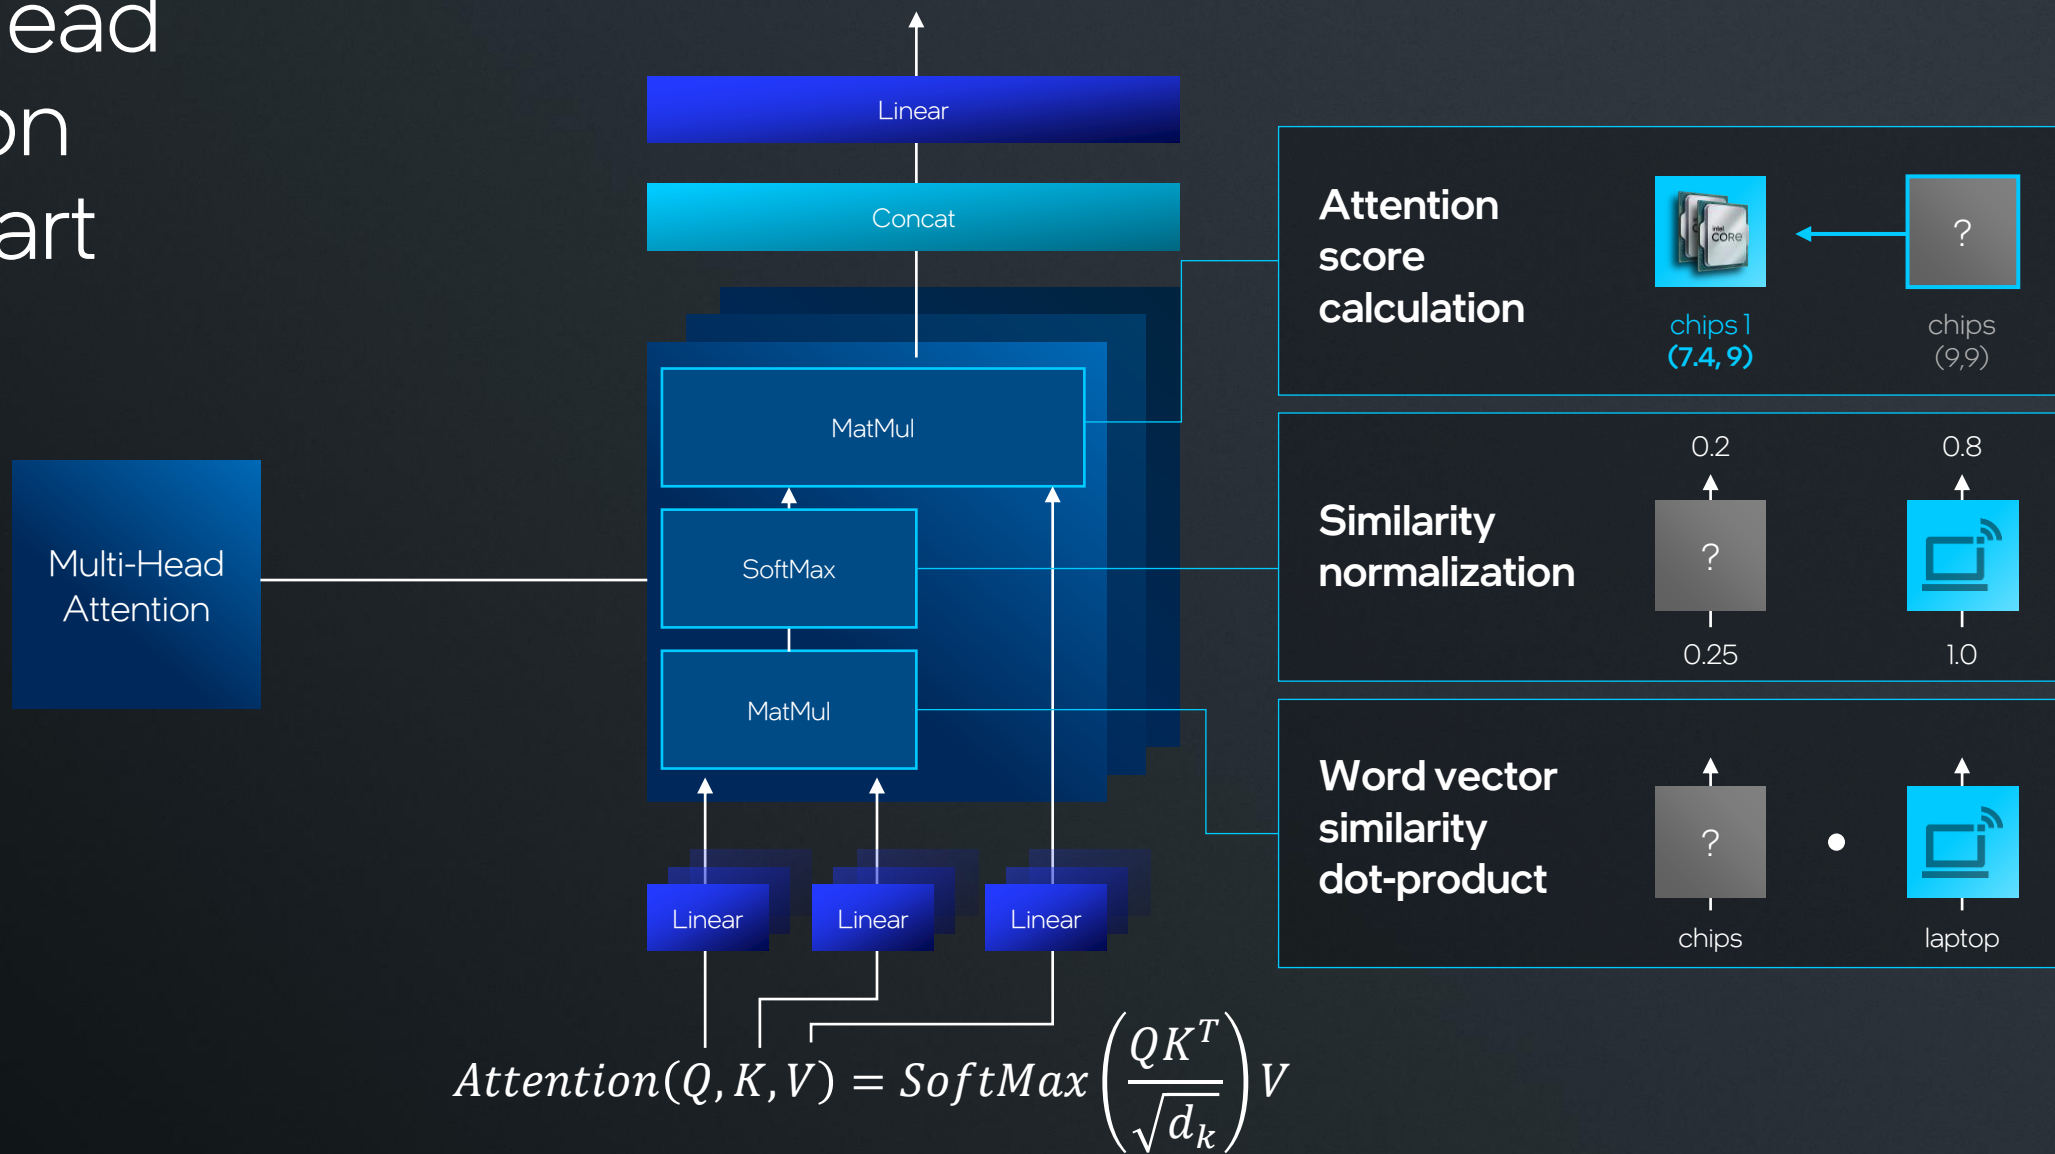 ead
on
art
Linear
Concat
MatMul
SoftMax
MatMul
Linear
Linear
Linear
Multi-Head
Attention
Attention(Q, K, V) = SoftMax(QK^T / √d_k)V
Attention
score
calculation
intel
CORE
?
chips 1
(7.4, 9)
chips
(9,9)
Similarity
normalization
0.2
0.8
?
0.25
1.0
Word vector
similarity
dot-product
?
chips
laptop